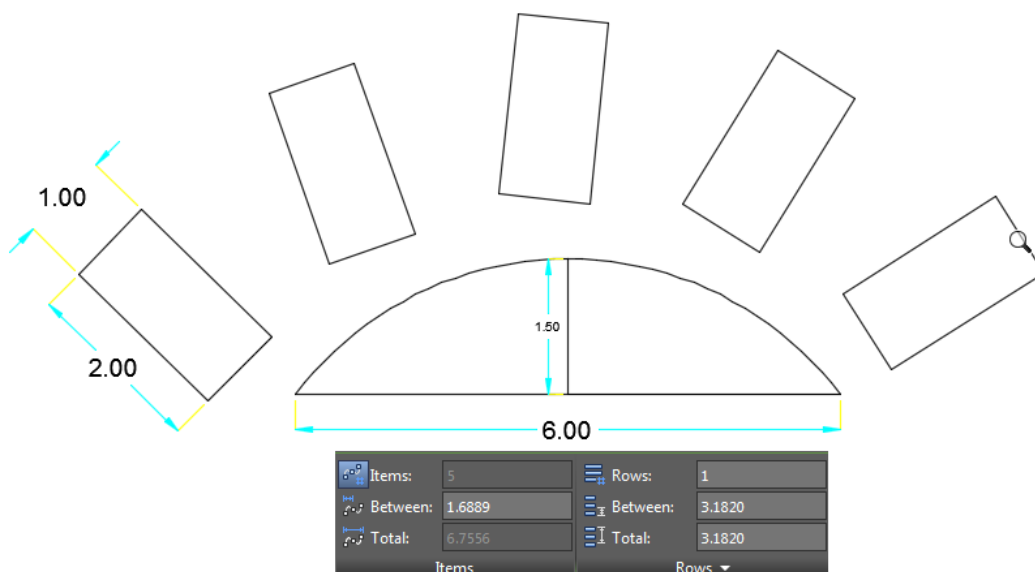 1.00
2.00
1.50
6.00
Items: 5 Rows: 1
Between: 1.6889 Between: 3.1820
Total: 6.7556 Total: 3.1820
Items Rows